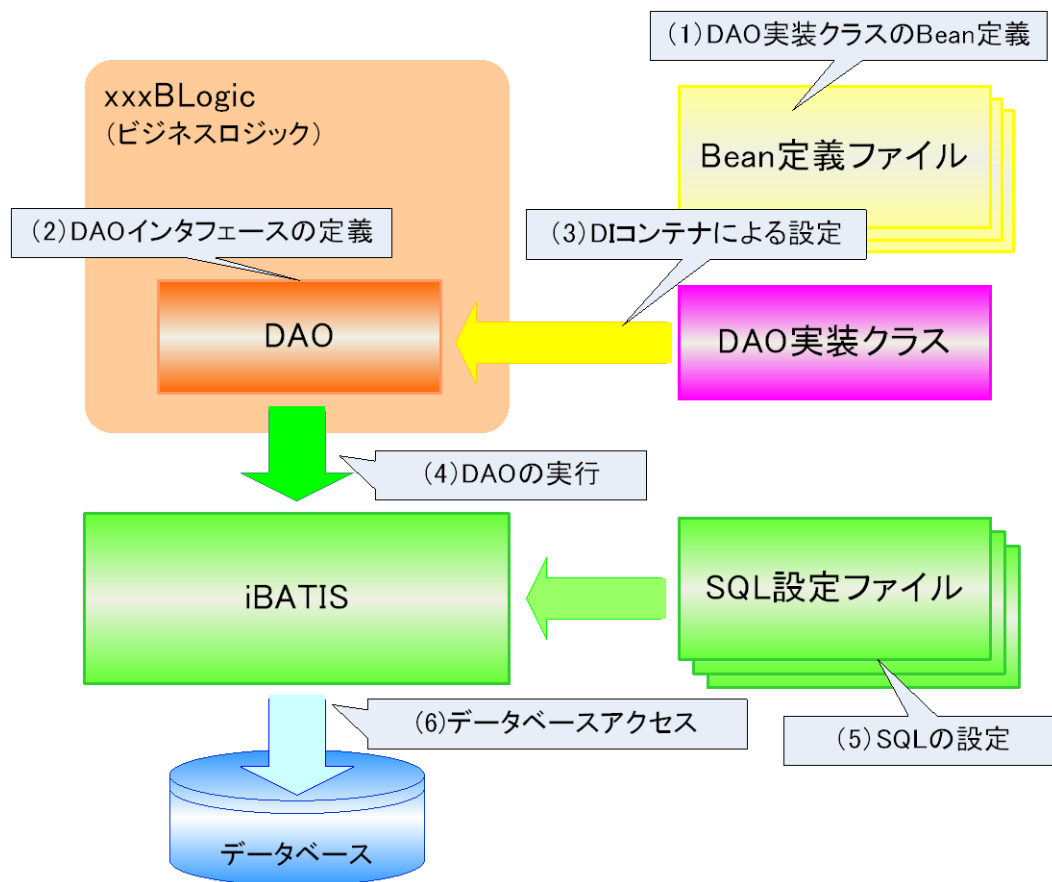 (1)DAO実装クラスのBean定義
xxxBLogic
(ビジネスロジック)
Bean定義ファイル
(2)DAOインタフェースの定義
(3)DIコンテナによる設定
DAO
DAO実装クラス
(4)DAOの実行
iBATIS
SQL設定ファイル
(6)データベースアクセス
(5)SQLの設定
データベース